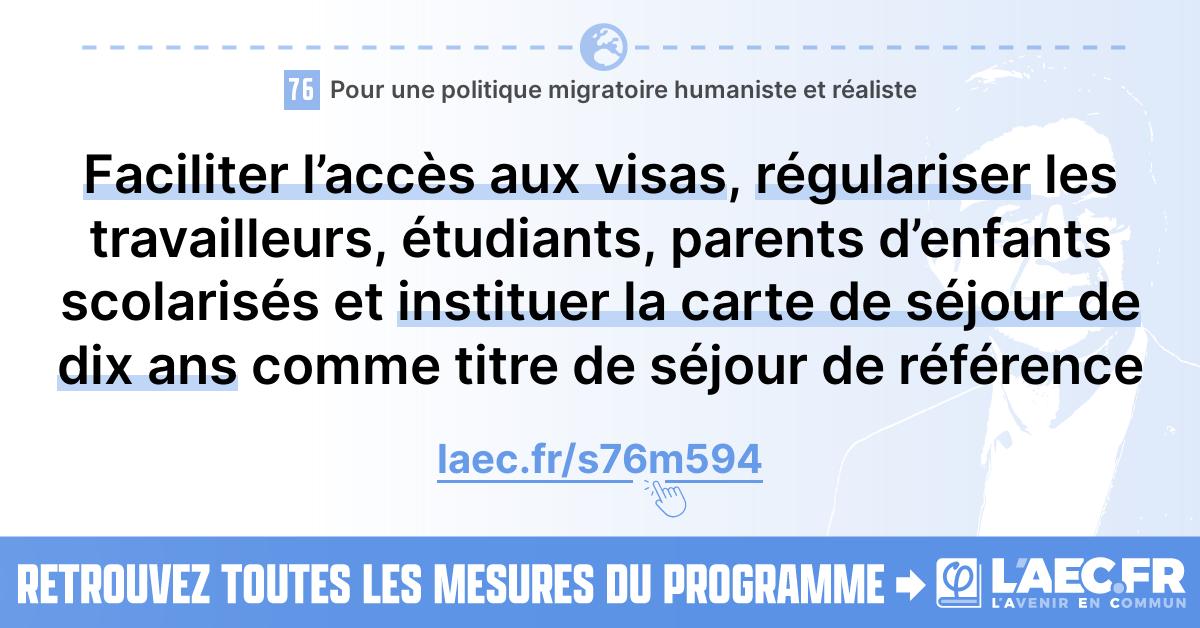 76 Pour une politique migratoire humaniste et réaliste
Faciliter l’accès aux visas, régulariser les
travailleurs, étudiants, parents d’enfants
scolarisés et instituer la carte de séjour de
dix ans comme titre de séjour de référence
laec.fr/s76m594
RETROUVEZ TOUTES LES MESURES DU PROGRAMME L'AEC.FR
L'AVENIR EN COMMUN